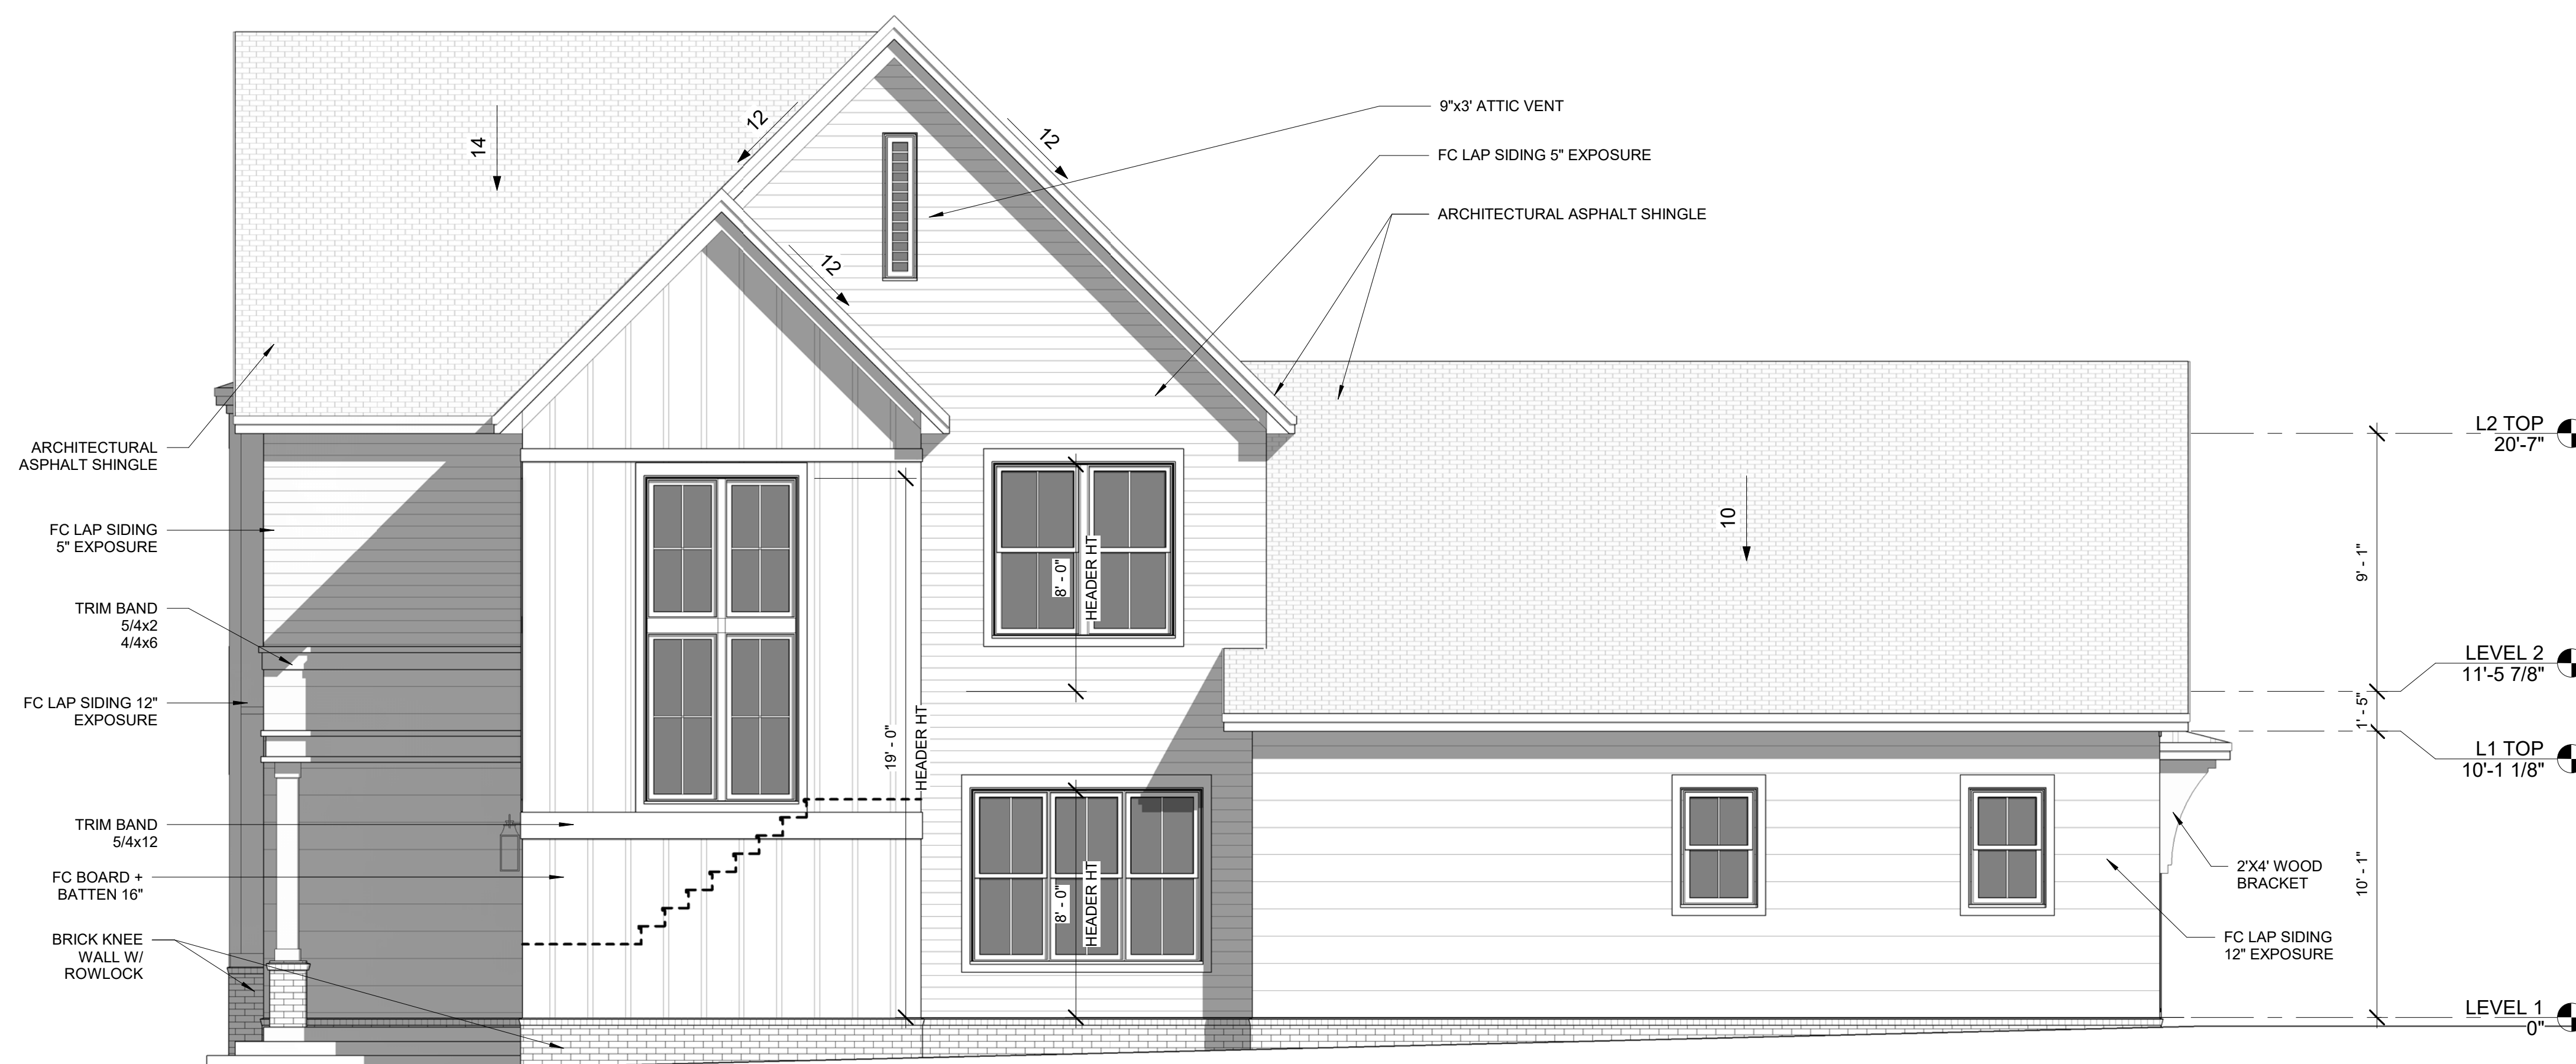 14
12
12
12
9"x3' ATTIC VENT
FC LAP SIDING 5" EXPOSURE
ARCHITECTURAL ASPHALT SHINGLE
ARCHITECTURAL
ASPHALT SHINGLE
FC LAP SIDING
5" EXPOSURE
TRIM BAND
5/4x2
4/4x6
FC LAP SIDING 12"
EXPOSURE
TRIM BAND
5/4x12
FC BOARD +
BATTEN 16"
BRICK KNEE
WALL W/
ROWLOCK
19' - 0"
HEADER HT
8' - 0"
HEADER HT
8' - 0"
HEADER HT
10
2'X4' WOOD
BRACKET
FC LAP SIDING
12" EXPOSURE
9' - 1"
1' - 5"
10' - 1"
L2 TOP
20'-7"
LEVEL 2
11'-5 7/8"
L1 TOP
10'-1 1/8"
LEVEL 1
0"